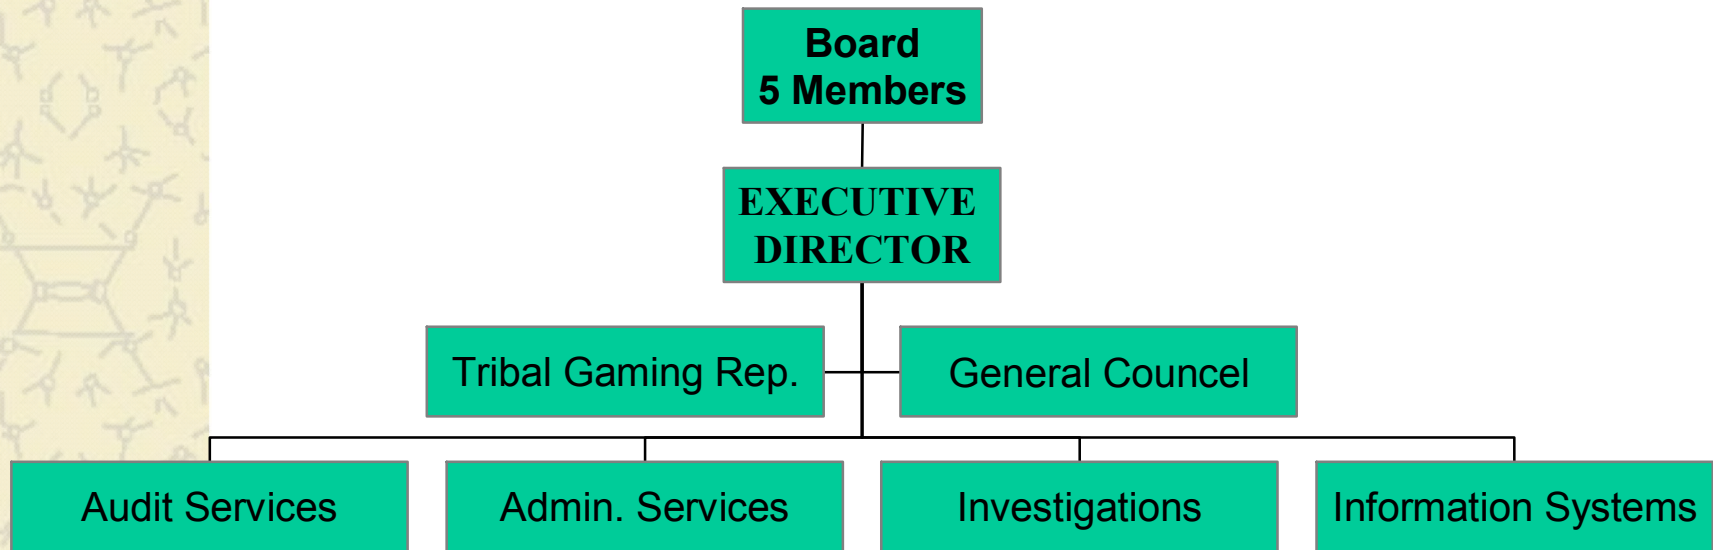 Board
5 Members
EXECUTIVE
DIRECTOR
Tribal Gaming Rep.
General Councel
Audit Services
Admin. Services
Investigations
Information Systems